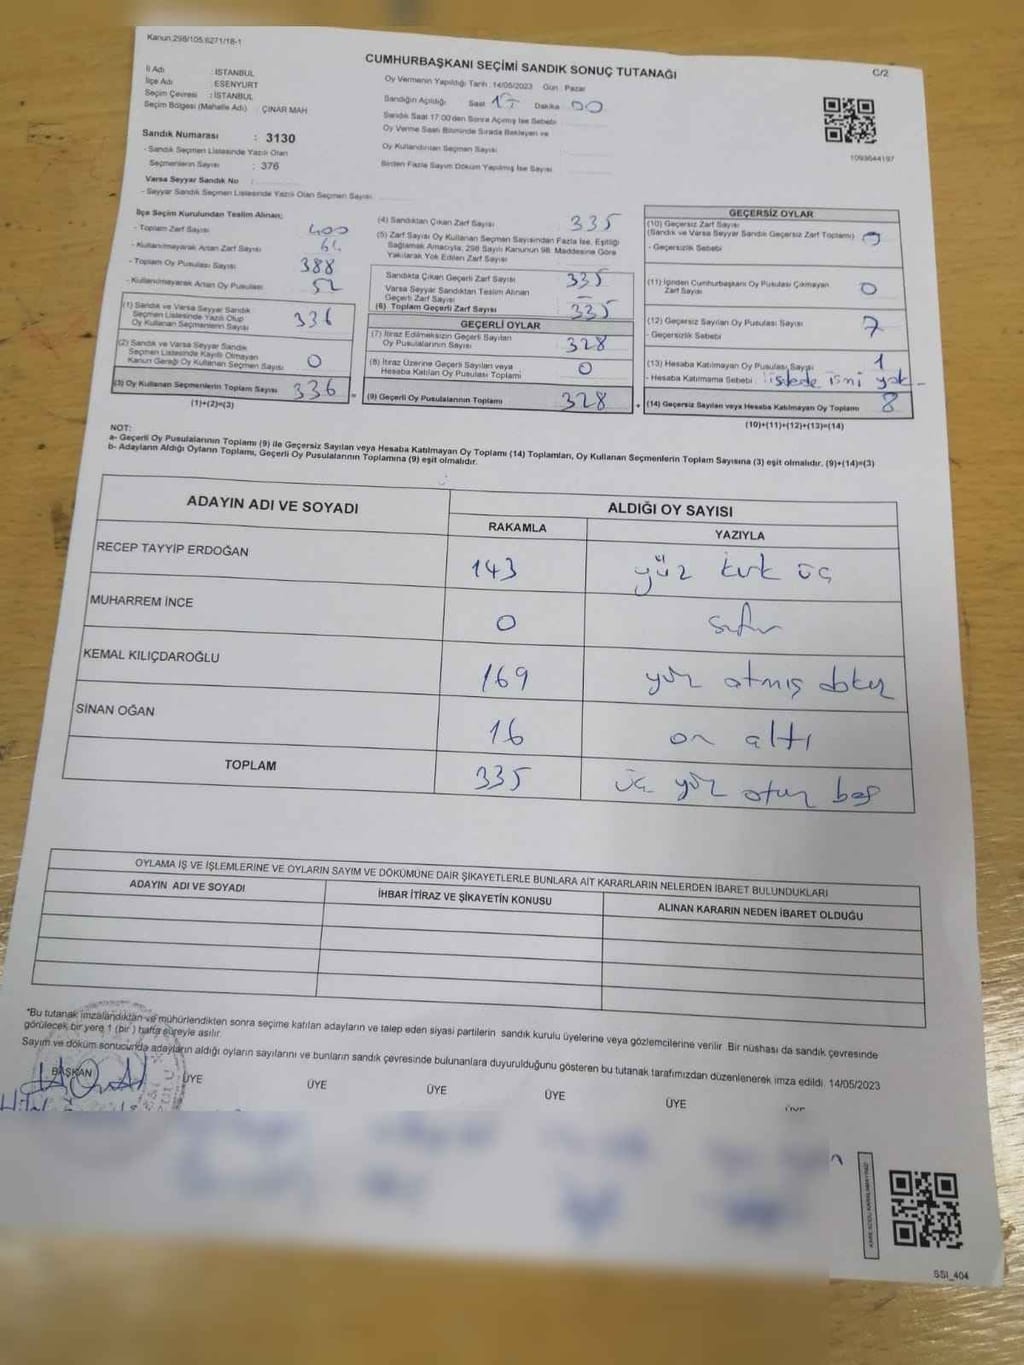 Kanun.298/105.6271/18-1
CUMHURBAŞKANI SEÇİMİ SANDIK SONUÇ TUTANAĞI
C/2
İl Adı : İSTANBUL
İlçe Adı : ESENYURT
Seçim Çevresi : İSTANBUL
Seçim Bölgesi (Mahalle Adı) : ÇINAR MAH
Oy Vermenin Yapıldığı Tarih : 14/05/2023 Gün : Pazar
Sandığın Açıldığı Saat 17 Dakika 00
Sandık Saat 17.00'den Sonra Açılmış İse Sebebi
Oy Verme Saati Bitiminde Sırada Bekleyen ve
Oy Kullandırılan Seçmen Sayısı
Birden Fazla Sayım Döküm Yapılmış İse Sayısı
1093644197
Sandık Numarası : 3130
- Sandık Seçmen Listesinde Yazılı Olan
Seçmenlerin Sayısı : 376
Varsa Seyyar Sandık No :
- Seyyar Sandık Seçmen Listesinde Yazılı Olan Seçmen Sayısı
İlçe Seçim Kurulundan Teslim Alınan;
- Toplam Zarf Sayısı 400
- Kullanılmayarak Artan Zarf Sayısı 64
- Toplam Oy Pusulası Sayısı 388
- Kullanılmayarak Artan Oy Pusulası 52
(1) Sandık ve Varsa Seyyar Sandık
Seçmen Listesinde Yazılı Olup
Oy Kullanan Seçmenlerin Sayısı 336
(2) Sandık ve Varsa Seyyar Sandık
Seçmen Listesinde Kayıtlı Olmayan
Kanun Gereği Oy Kullanan Seçmen Sayısı 0
(3) Oy Kullanan Seçmenlerin Toplam Sayısı 336
(1)+(2)=(3)
(4) Sandıktan Çıkan Zarf Sayısı 335
(5) Zarf Sayısı Oy Kullanan Seçmen Sayısından Fazla İse, Eşitliği
Sağlamak Amacıyla, 298 Sayılı Kanunun 98. Maddesine Göre
Yakılarak Yok Edilen Zarf Sayısı
Sandıkta Çıkan Geçerli Zarf Sayısı 335
Varsa Seyyar Sandıktan Teslim Alınan
Geçerli Zarf Sayısı –
(6) Toplam Geçerli Zarf Sayısı 335
GEÇERLİ OYLAR
(7) İtiraz Edilmeksizin Geçerli Sayılan
Oy Pusulalarının Sayısı 328
(8) İtiraz Üzerine Geçerli Sayılan veya
Hesaba Katılan Oy Pusulası Toplamı 0
(9) Geçerli Oy Pusulalarının Toplamı 328
GEÇERSİZ OYLAR
(10) Geçersiz Zarf Sayısı
(Sandık ve Varsa Seyyar Sandık Geçersiz Zarf Toplamı) 0
- Geçersizlik Sebebi
(11) İçinden Cumhurbaşkanı Oy Pusulası Çıkmayan
Zarf Sayısı 0
(12) Geçersiz Sayılan Oy Pusulası Sayısı 7
- Geçersizlik Sebebi
(13) Hesaba Katılmayan Oy Pusulası Sayısı 1
- Hesaba Katılmama Sebebi : listede ismi yok -
(14) Geçersiz Sayılan veya Hesaba Katılmayan Oy Toplamı 8
(10)+(11)+(12)+(13)=(14)
NOT:
a- Geçerli Oy Pusulalarının Toplamı (9) ile Geçersiz Sayılan veya Hesaba Katılmayan Oy Toplamı (14) Toplamları, Oy Kullanan Seçmenlerin Toplam Sayısına (3) eşit olmalıdır. (9)+(14)=(3)
b- Adayların Aldığı Oyların Toplamı, Geçerli Oy Pusulalarının Toplamına (9) eşit olmalıdır.
ADAYIN ADI VE SOYADI ALDIĞI OY SAYISI
RAKAMLA YAZIYLA
RECEP TAYYİP ERDOĞAN 143 yüz kırk üç
MUHARREM İNCE 0 sıfır
KEMAL KILIÇDAROĞLU 169 yüz atmış dokuz
SİNAN OĞAN 16 on altı
TOPLAM 335 üç yüz otuz beş
OYLAMA İŞ VE İŞLEMLERİNE VE OYLARIN SAYIM VE DÖKÜMÜNE DAİR ŞİKAYETLERLE BUNLARA AİT KARARLARIN NELERDEN İBARET BULUNDUKLARI
ADAYIN ADI VE SOYADI İHBAR İTİRAZ VE ŞİKAYETİN KONUSU ALINAN KARARIN NEDEN İBARET OLDUĞU
*Bu tutanak imzalandıktan ve mühürlendikten sonra seçime katılan adayların ve talep eden siyasi partilerin sandık kurulu üyelerine veya gözlemcilerine verilir. Bir nüshası da sandık çevresinde
görülecek bir yere 1 (bir) hafta süreyle asılır.
Sayım ve döküm sonucunda adayların aldığı oyların sayılarını ve bunların sandık çevresinde bulunanlara duyurulduğunu gösteren bu tutanak tarafımızdan düzenlenerek imza edildi. 14/05/2023
BAŞKAN ÜYE ÜYE ÜYE ÜYE ÜYE
SSI_404